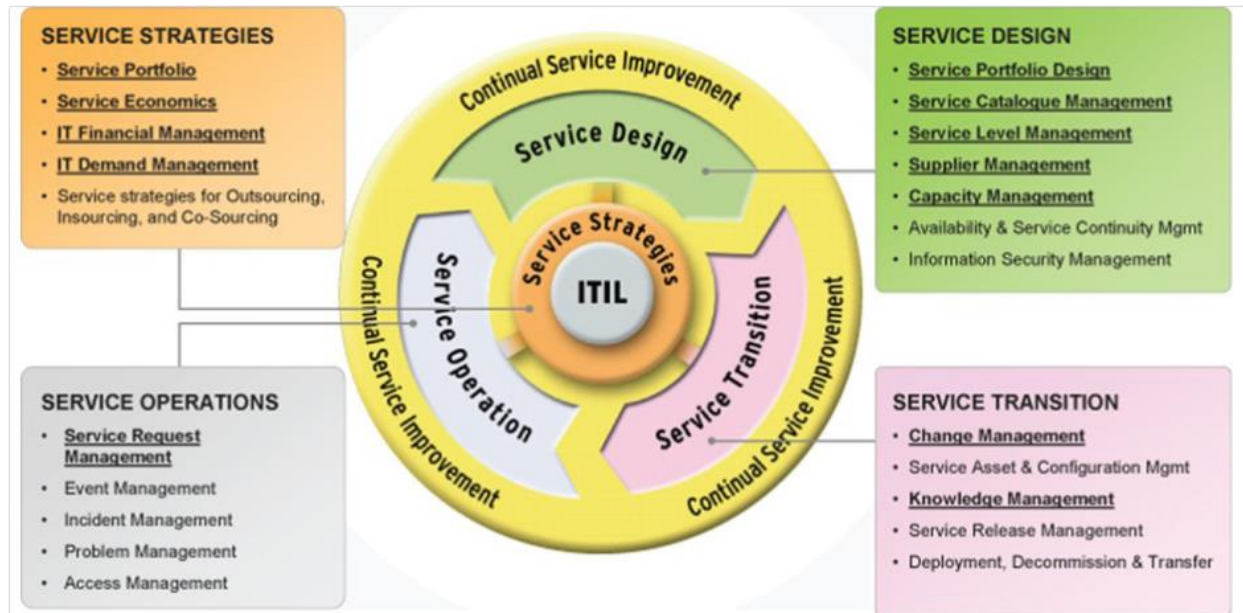 SERVICE STRATEGIES
• Service Portfolio
• Service Economics
• IT Financial Management
• IT Demand Management
• Service strategies for Outsourcing,
Insourcing, and Co-Sourcing
SERVICE DESIGN
• Service Portfolio Design
• Service Catalogue Management
• Service Level Management
• Supplier Management
• Capacity Management
• Availability & Service Continuity Mgmt
• Information Security Management
Continual Service Improvement
Service Design
Service Strategies
ITIL
Service Operation
Service Transition
Continual Service Improvement
Continual Service Improvement
SERVICE OPERATIONS
• Service Request
Management
• Event Management
• Incident Management
• Problem Management
• Access Management
SERVICE TRANSITION
• Change Management
• Service Asset & Configuration Mgmt
• Knowledge Management
• Service Release Management
• Deployment, Decommission & Transfer